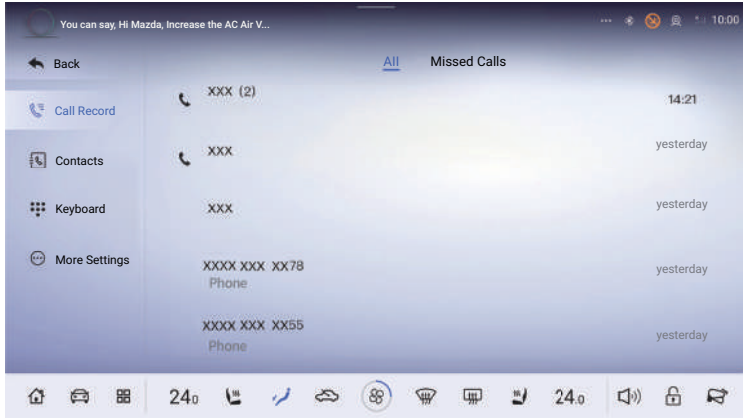 You can say, Hi Mazda, Increase the AC Air V...
10:00
Back
All
Missed Calls
Call Record
XXX (2)
14:21
Contacts
XXX
yesterday
Keyboard
XXX
yesterday
More Settings
XXXX XXX XX78
Phone
yesterday
XXXX XXX XX55
Phone
yesterday
24.0
24.0